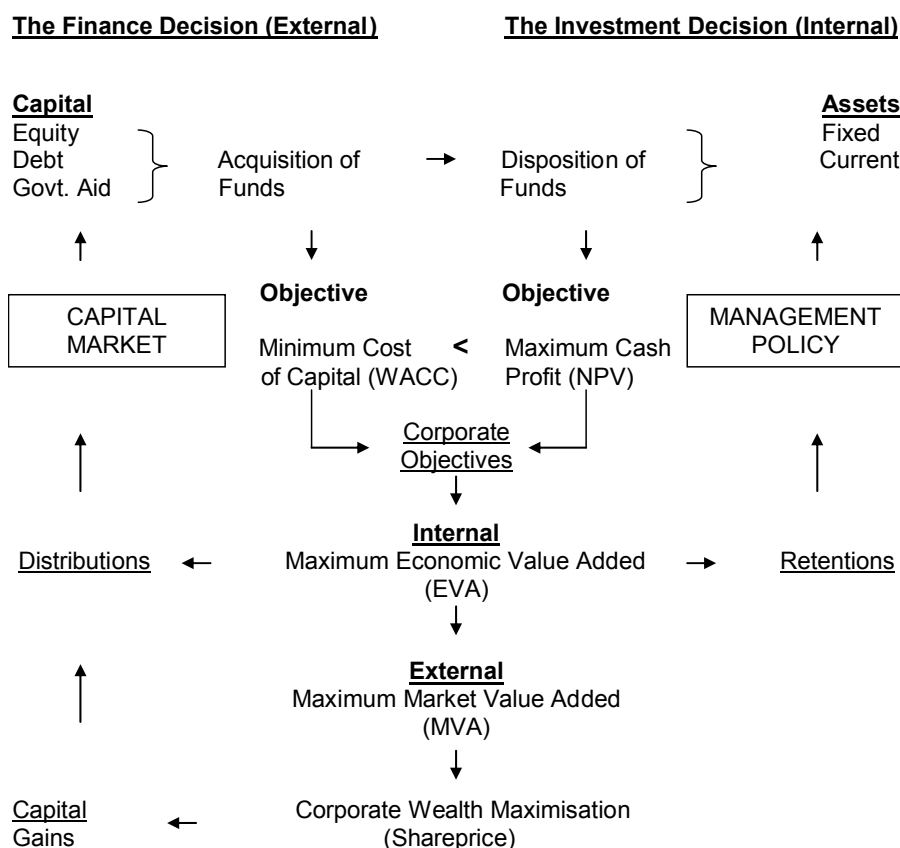 The Finance Decision (External)
The Investment Decision (Internal)
Capital
Equity
Debt
Govt. Aid
Acquisition of
Funds
Disposition of
Funds
Assets
Fixed
Current
CAPITAL
MARKET
Objective
Minimum Cost
of Capital (WACC)
<
Objective
Maximum Cash
Profit (NPV)
MANAGEMENT
POLICY
Corporate
Objectives
Distributions
Internal
Maximum Economic Value Added
(EVA)
Retentions
External
Maximum Market Value Added
(MVA)
Capital
Gains
Corporate Wealth Maximisation
(Shareprice)